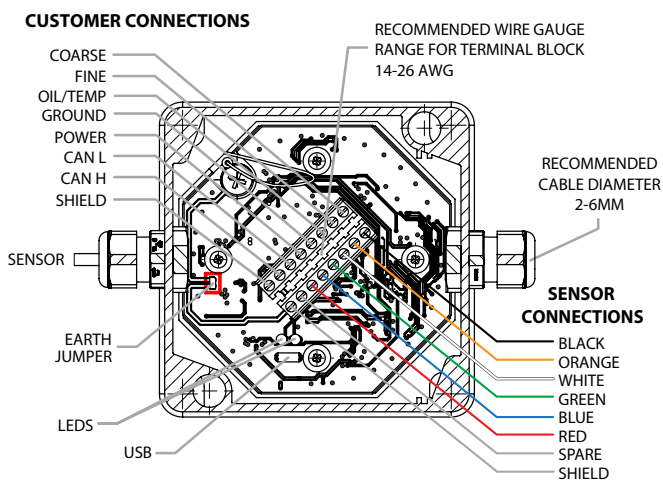 CUSTOMER CONNECTIONS
COARSE
FINE
OIL/TEMP
GROUND
POWER
CAN L
CAN H
SHIELD
SENSOR
EARTH
JUMPER
LEDS
USB
RECOMMENDED WIRE GAUGE
RANGE FOR TERMINAL BLOCK
14-26 AWG
RECOMMENDED
CABLE DIAMETER
2-6MM
SENSOR
CONNECTIONS
BLACK
ORANGE
WHITE
GREEN
BLUE
RED
SPARE
SHIELD